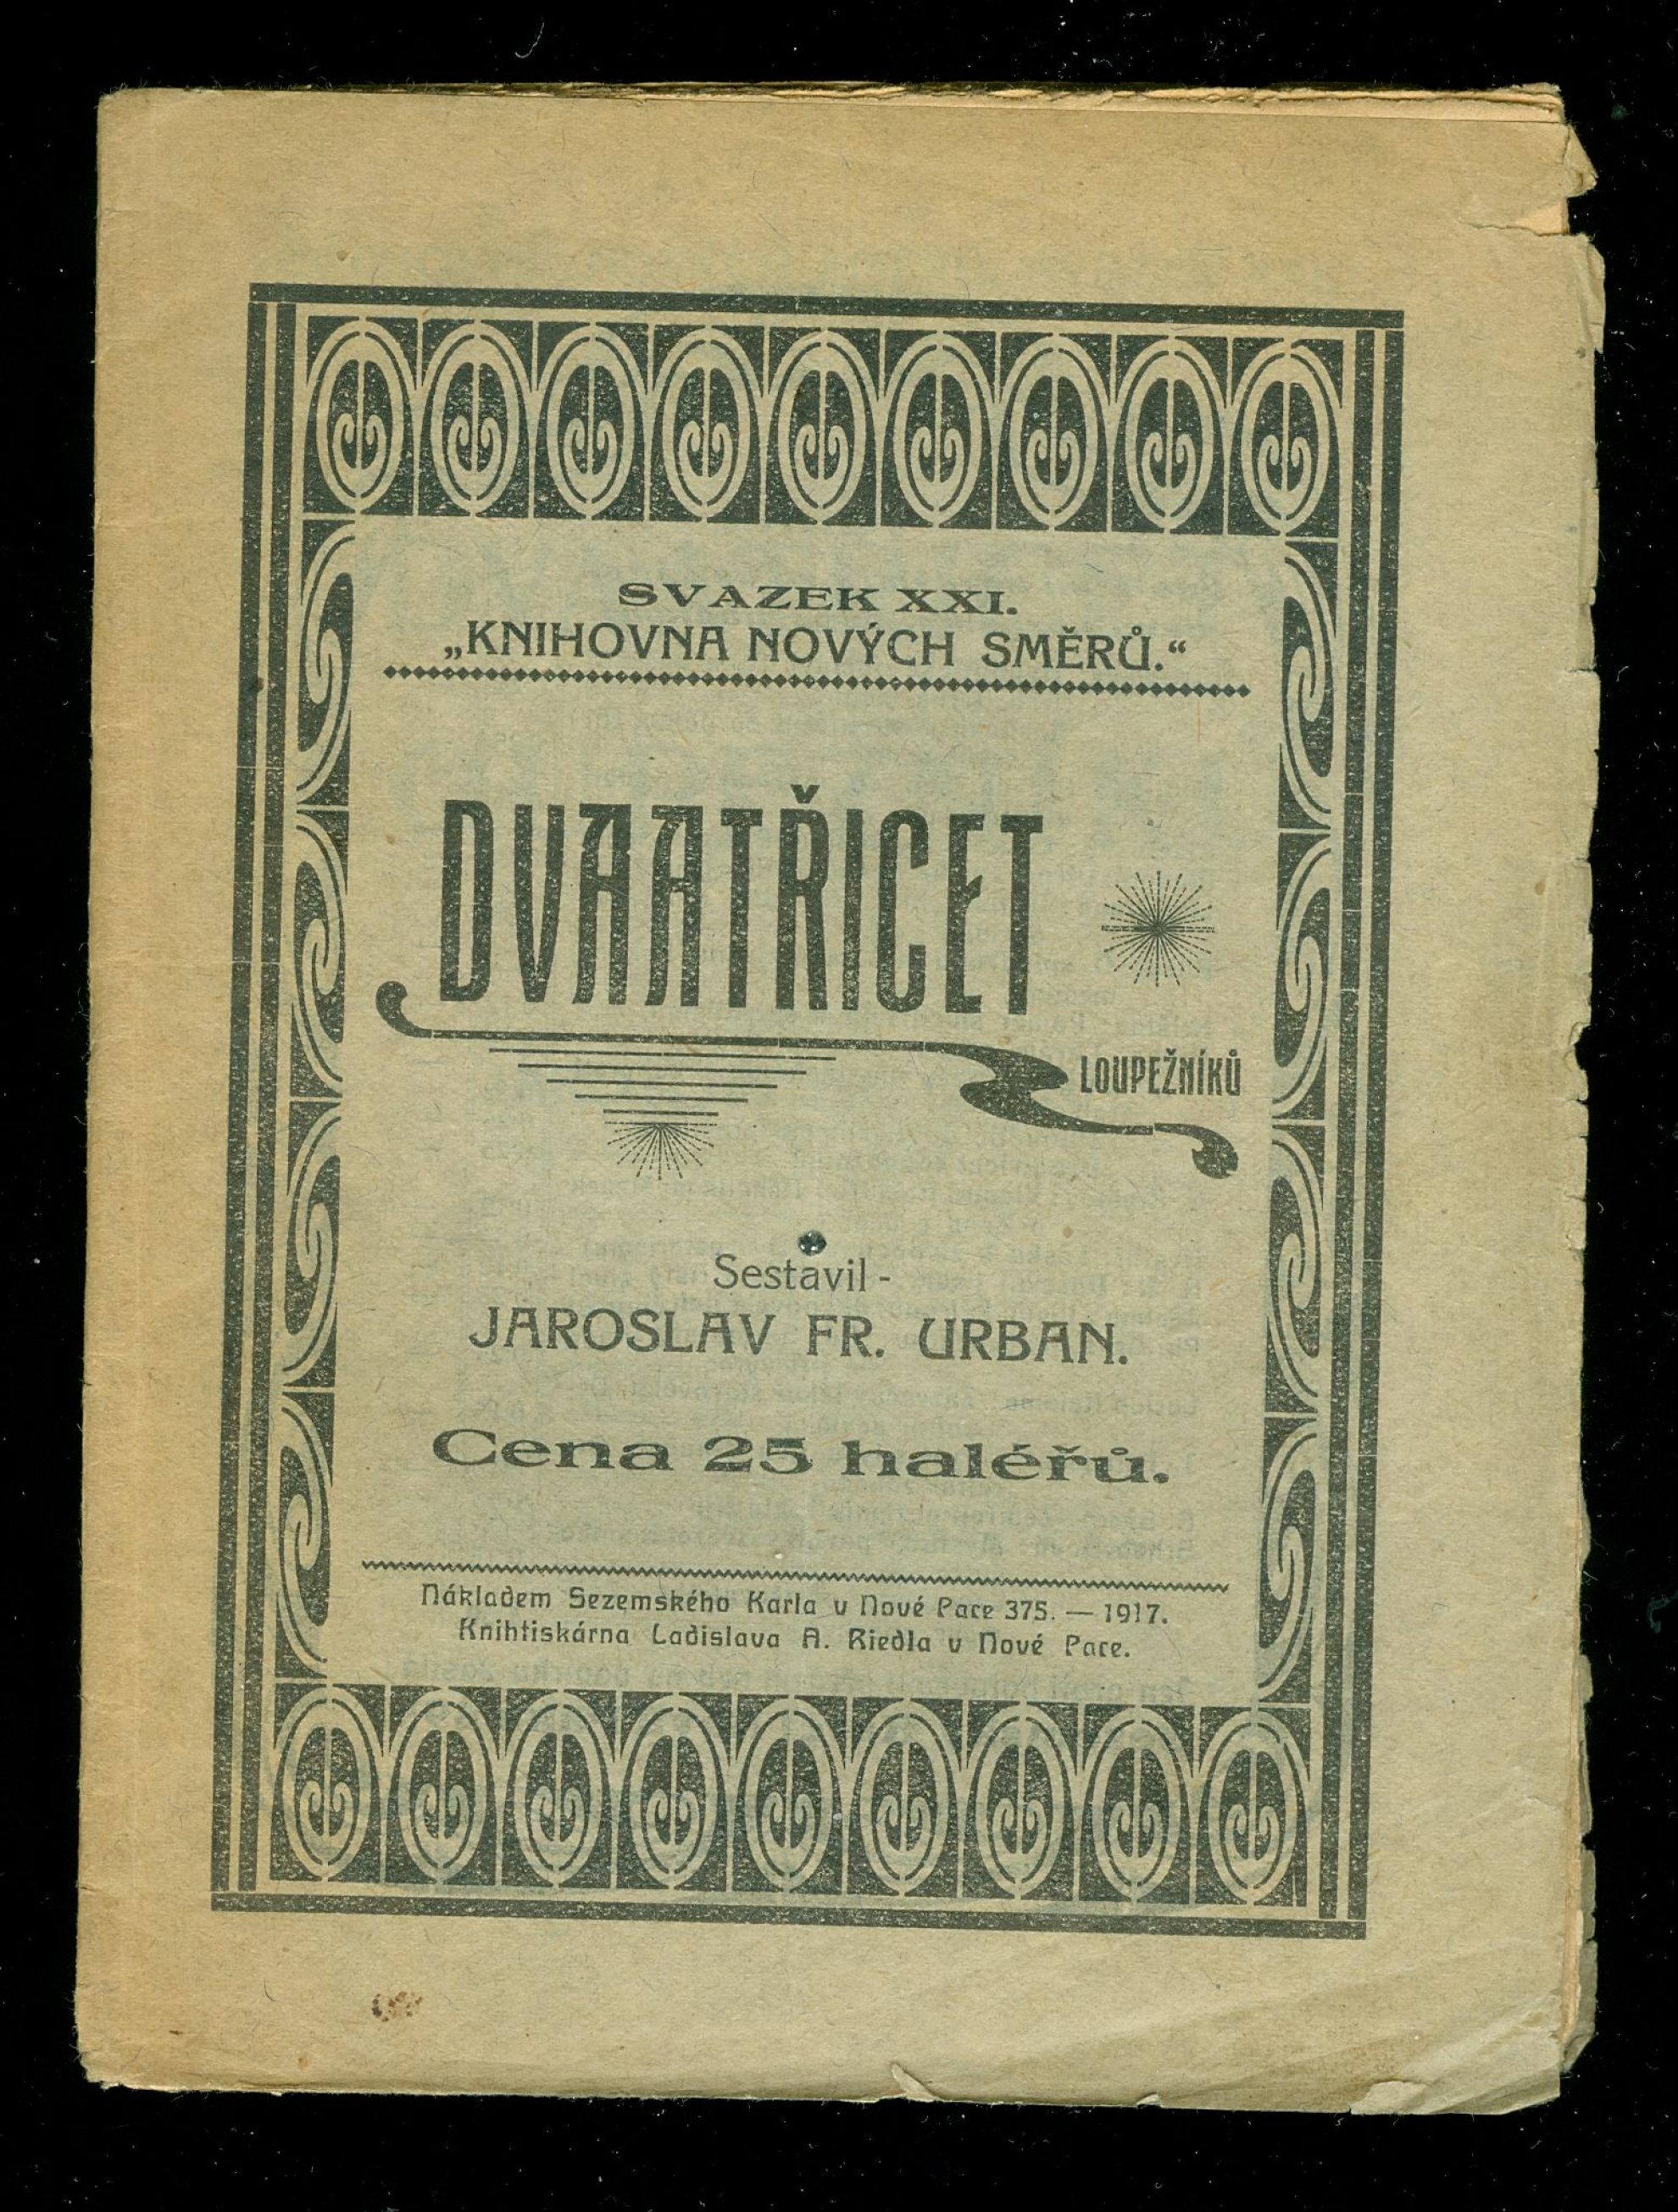 SVAZEK XXI.
„KNIHOVNA NOVÝCH SMĚRŮ.“
DVAATŘICET
LOUPEŽNÍKŮ
Sestavil -
JAROSLAV FR. URBAN.
Cena 25 haléřů.
Nákladem Sezemského Karla v Nové Pace 375. — 1917.
Knihtiskárna Ladislava A. Riedla v Nové Pace.